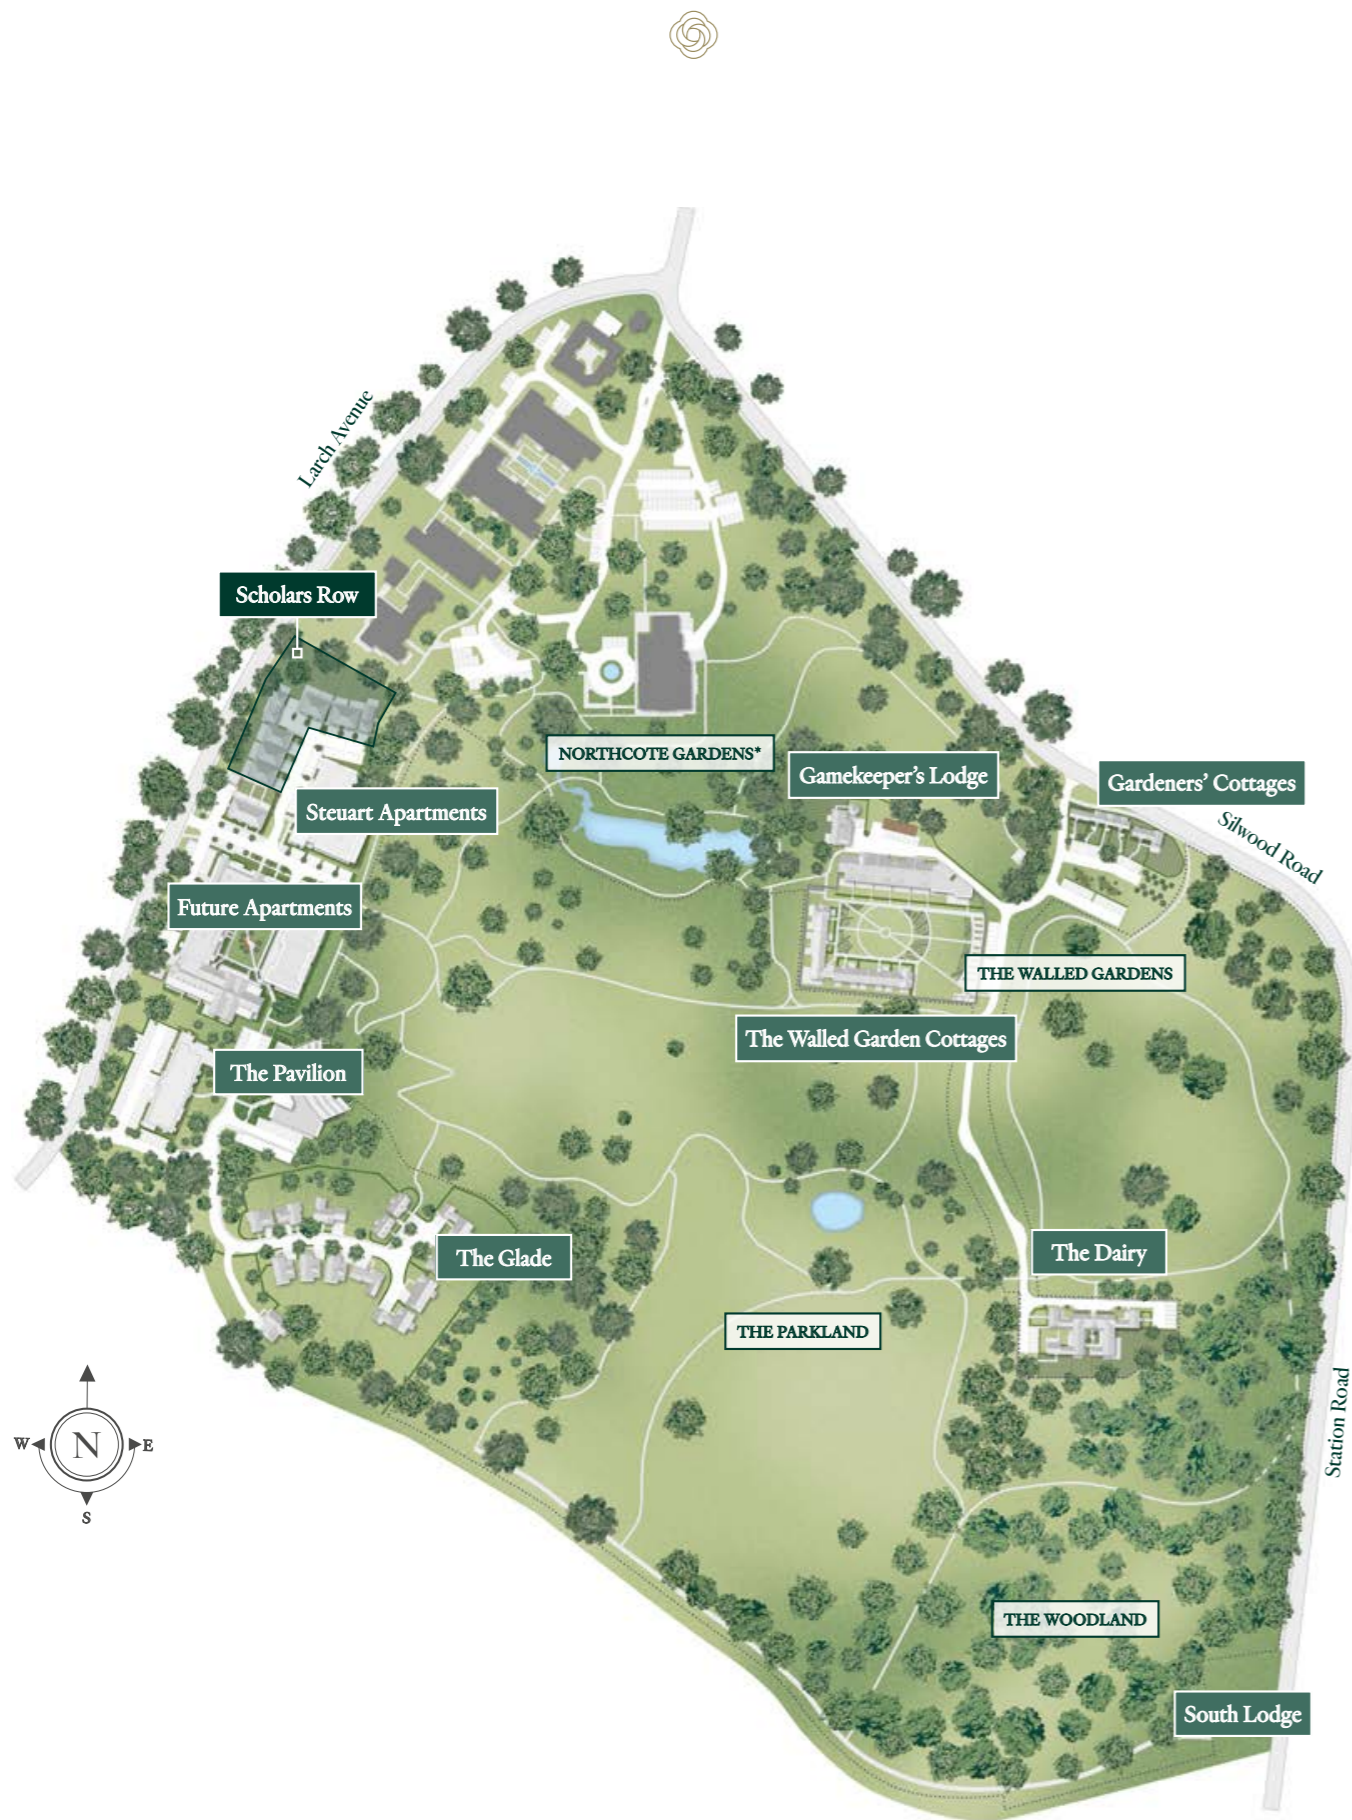 Larch Avenue
Scholars Row
NORTHCOTE GARDENS*
Gamekeeper's Lodge
Gardeners' Cottages
Steuart Apartments
Silwood Road
Future Apartments
THE WALLED GARDENS
The Walled Garden Cottages
The Pavilion
The Glade
The Dairy
THE PARKLAND
Station Road
W N E
S
THE WOODLAND
South Lodge